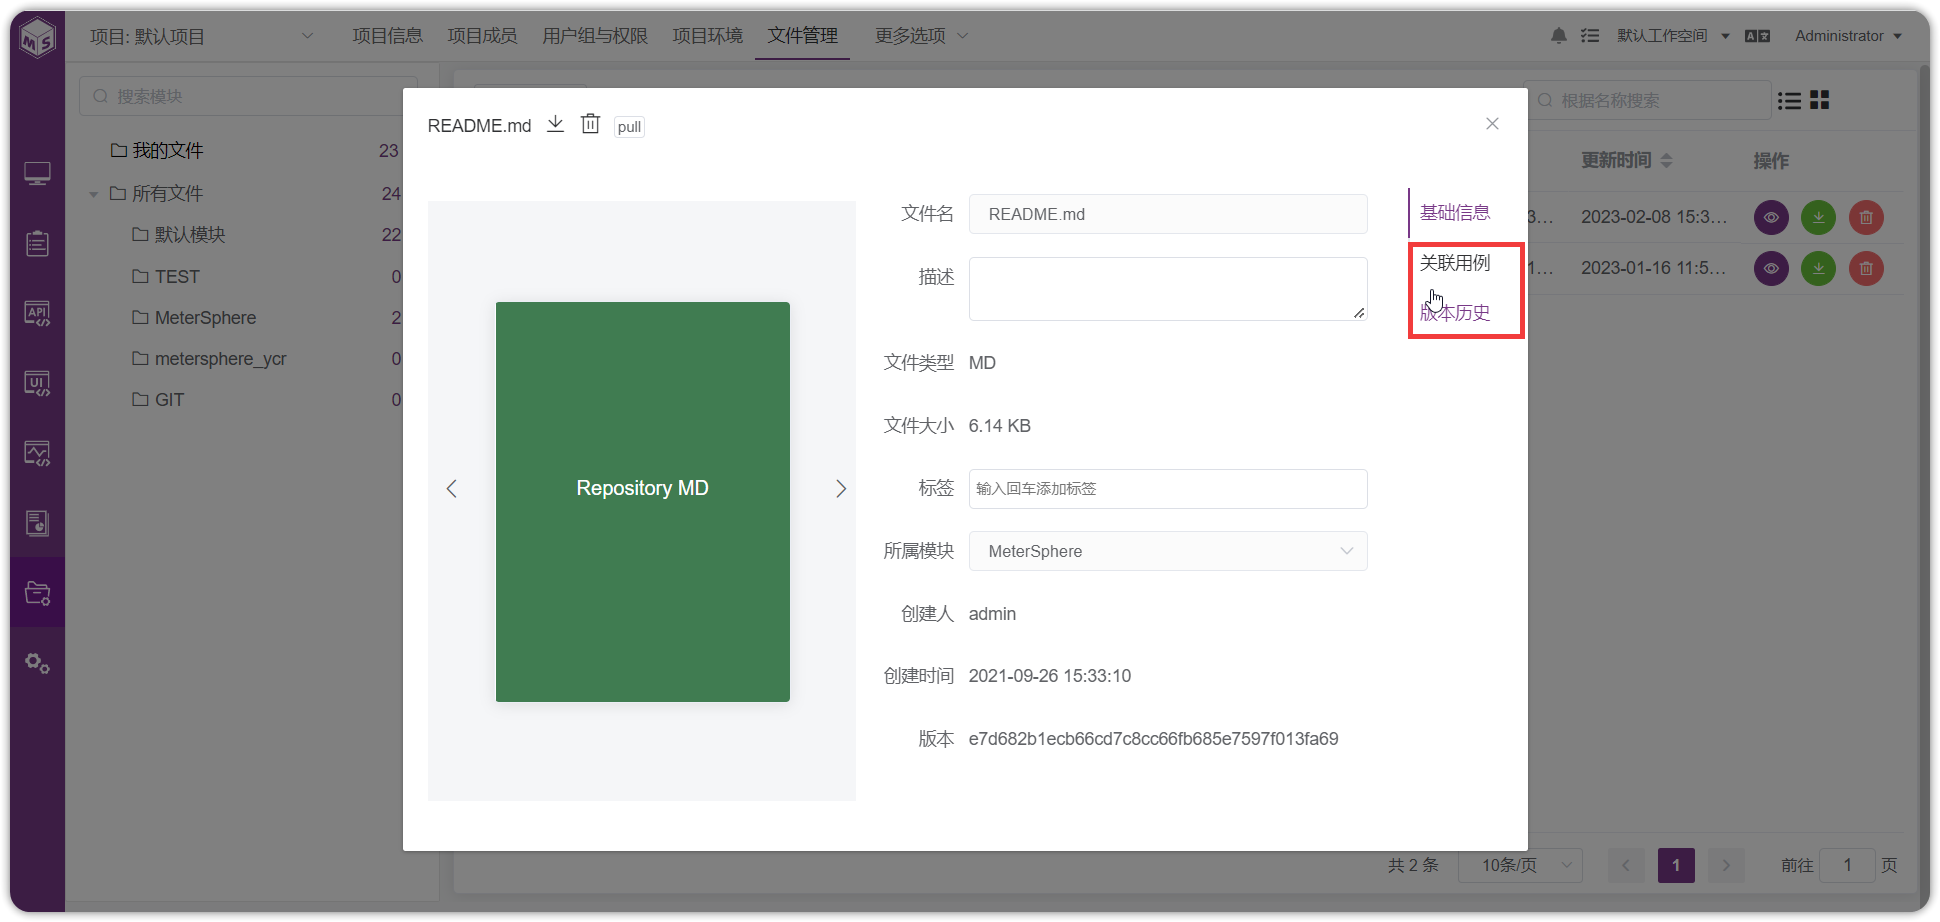 项目: 默认项目
项目信息
项目成员
用户组与权限
项目环境
文件管理
更多选项
默认工作空间
Administrator
搜索模块
我的文件 23
所有文件 24
默认模块 22
TEST 0
MeterSphere 2
metersphere_ycr 0
GIT 0
API
UI
根据名称搜索
更新时间
操作
3... 2023-02-08 15:3...
1... 2023-01-16 11:5...
README.md
pull
Repository MD
文件名 README.md
描述
文件类型 MD
文件大小 6.14 KB
标签 输入回车添加标签
所属模块 MeterSphere
创建人 admin
创建时间 2021-09-26 15:33:10
版本 e7d682b1ecb66cd7c8cc66fb685e7597f013fa69
基础信息
关联用例
版本历史
共 2 条
10条/页
1
前往 1 页